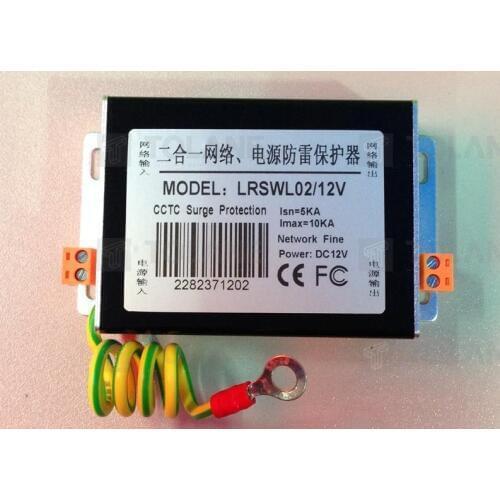 二合一网络、电源防雷保护器
MODEL: LRSWL02/12V
CCTC Surge Protection
Isn=5KA
Imax=10KA
Network Fine
Power: DC12V
2282371202
CE FC
网络输入
电源输入
网络输出
电源输出
TOLANE